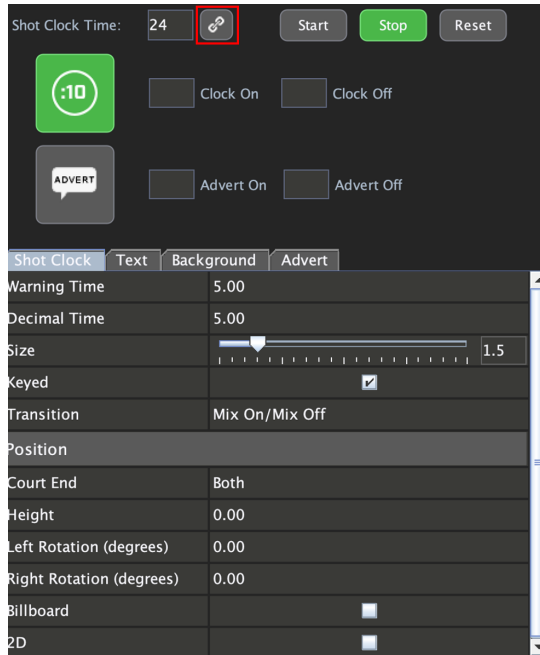 Shot Clock Time: 24 Start Stop Reset
:10 Clock On Clock Off
ADVERT Advert On Advert Off
Shot Clock Text Background Advert
Warning Time 5.00
Decimal Time 5.00
Size 1.5
Keyed
Transition Mix On/Mix Off
Position
Court End Both
Height 0.00
Left Rotation (degrees) 0.00
Right Rotation (degrees) 0.00
Billboard
2D